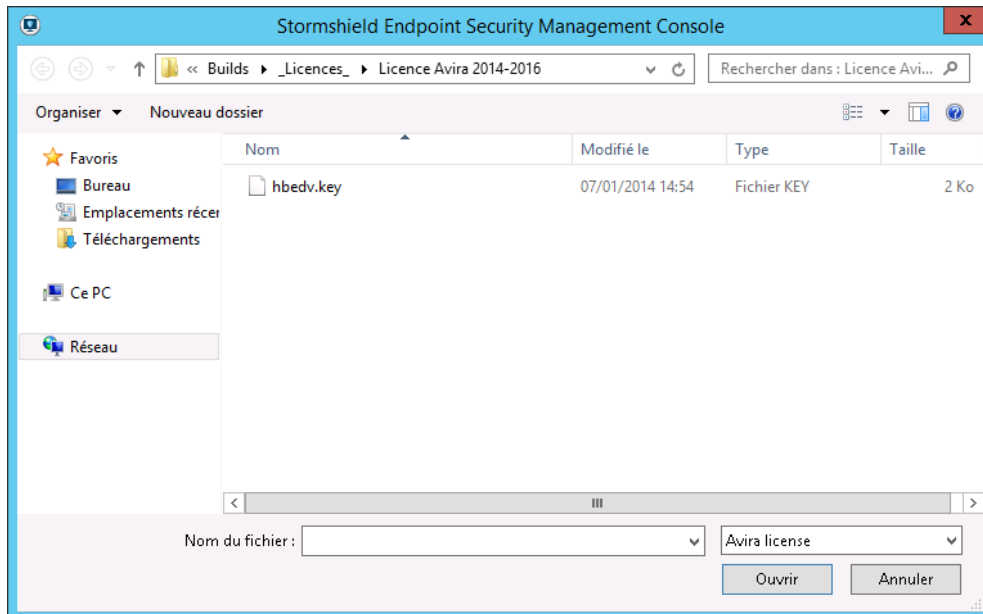 Stormshield Endpoint Security Management Console
x
« Builds _Licences_ Licence Avira 2014-2016
Rechercher dans : Licence Avi...
Organiser Nouveau dossier
Favoris
Bureau
Emplacements récer
Téléchargements
Ce PC
Réseau
Nom Modifié le Type Taille
hbedv.key 07/01/2014 14:54 Fichier KEY 2 Ko
Nom du fichier : Avira license
Ouvrir Annuler